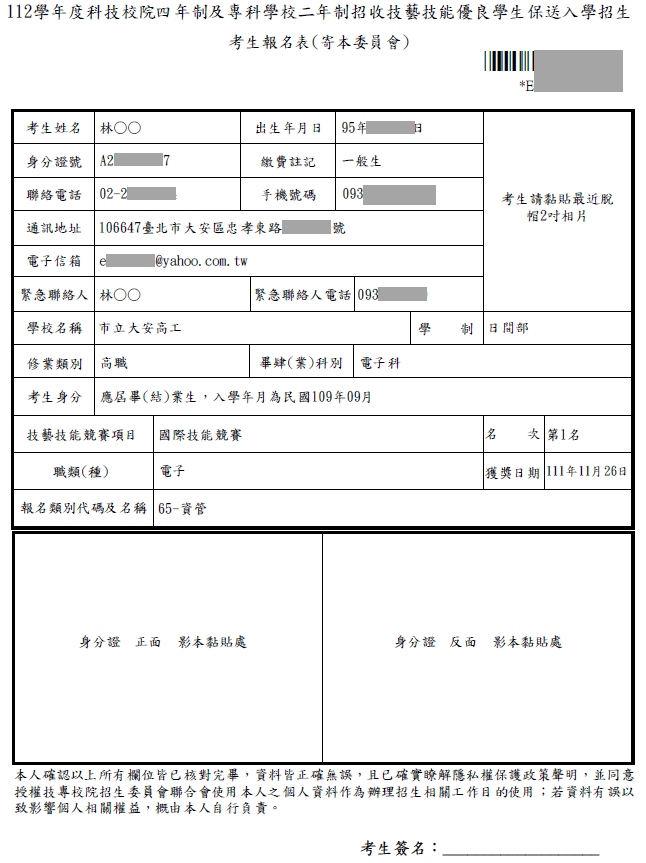 112學年度科技校院四年制及專科學校二年制招收技藝技能優良學生保送入學招生
考生報名表(寄本委員會)
*E
考生姓名 林○○ 出生年月日 95年 日
身分證號 A2 7 繳費註記 一般生
聯絡電話 02-2 手機號碼 093
考生請黏貼最近脫
帽2吋相片
通訊地址 106647臺北市大安區忠孝東路 號
電子信箱 e @yahoo.com.tw
緊急聯絡人 林○○ 緊急聯絡人電話 093
學校名稱 市立大安高工 學 制 日間部
修業類別 高職 畢肄(業)科別 電子科
考生身分 應屆畢(結)業生，入學年月為民國109年09月
技藝技能競賽項目 國際技能競賽 名 次 第1名
職類(種) 電子 獲獎日期 111年11月26日
報名類別代碼及名稱 65-資管
身分證 正面 影本黏貼處 身分證 反面 影本黏貼處
本人確認以上所有欄位皆已核對完畢，資料皆正確無誤，且已確實瞭解隱私權保護政策聲明，並同意
授權技專校院招生委員會聯合會使用本人之個人資料作為辦理招生相關工作目的使用；若資料有誤以
致影響個人相關權益，概由本人自行負責。
考生簽名：